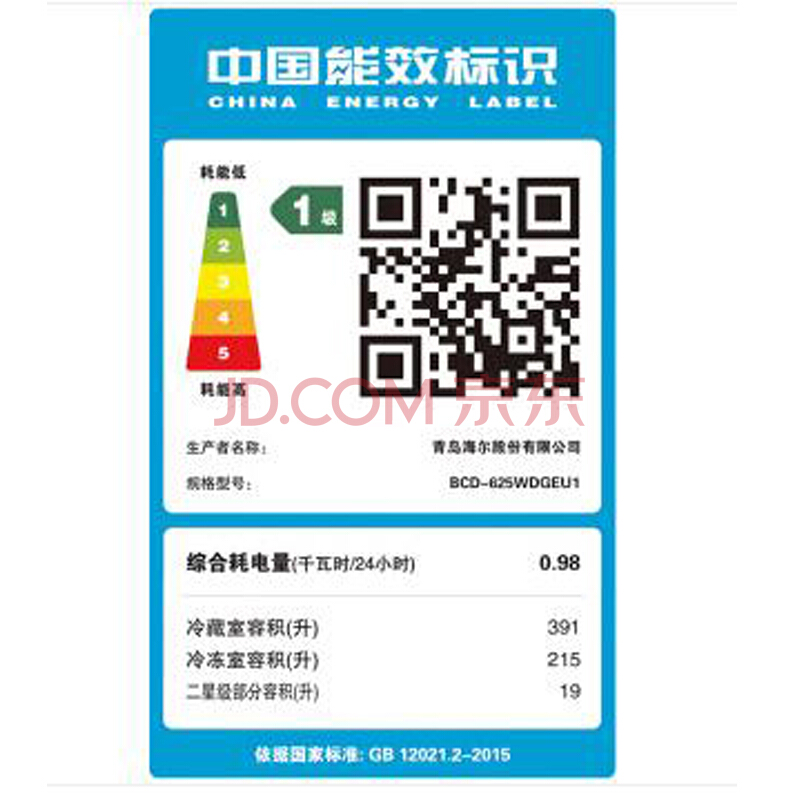 中国能效标识
CHINA ENERGY LABEL
耗能低
1
2
3
4
5
1级
耗能高
JD.COM 京东
生产者名称:
青岛海尔股份有限公司
规格型号:
BCD-625WDGEU1
综合耗电量(千瓦时/24小时) 0.98
冷藏室容积(升) 391
冷冻室容积(升) 215
二星级部分容积(升) 19
依据国家标准: GB 12021.2-2015